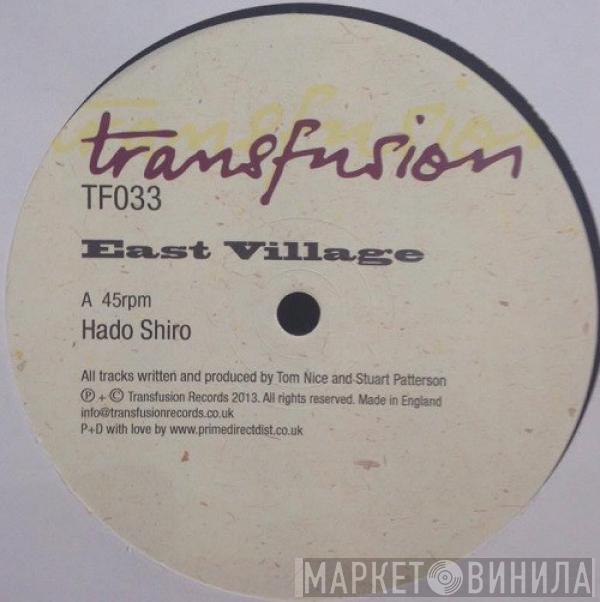 transfusion
transfusion
TF033
East Village
A 45rpm
Hado Shiro
All tracks written and produced by Tom Nice and Stuart Patterson
℗ + © Transfusion Records 2013. All rights reserved. Made in England
info@transfusionrecords.co.uk
P+D with love by www.primedirectdist.co.uk
МАРКЕТ ВИНИЛА